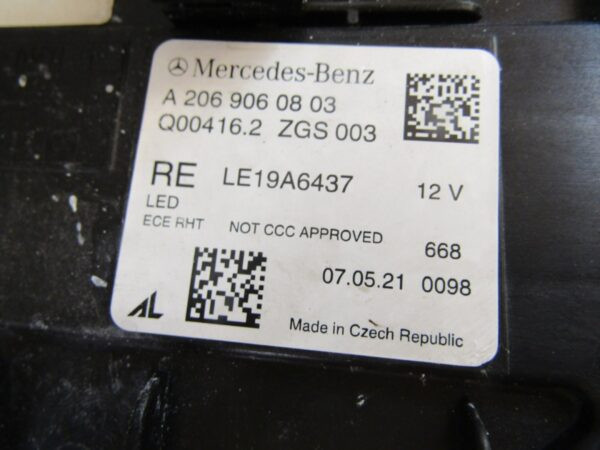 Mercedes-Benz
A 206 906 08 03
Q00416.2 ZGS 003
RE LE19A6437 12 V
LED
ECE RHT NOT CCC APPROVED 668
07.05.21 0098
AL
Made in Czech Republic